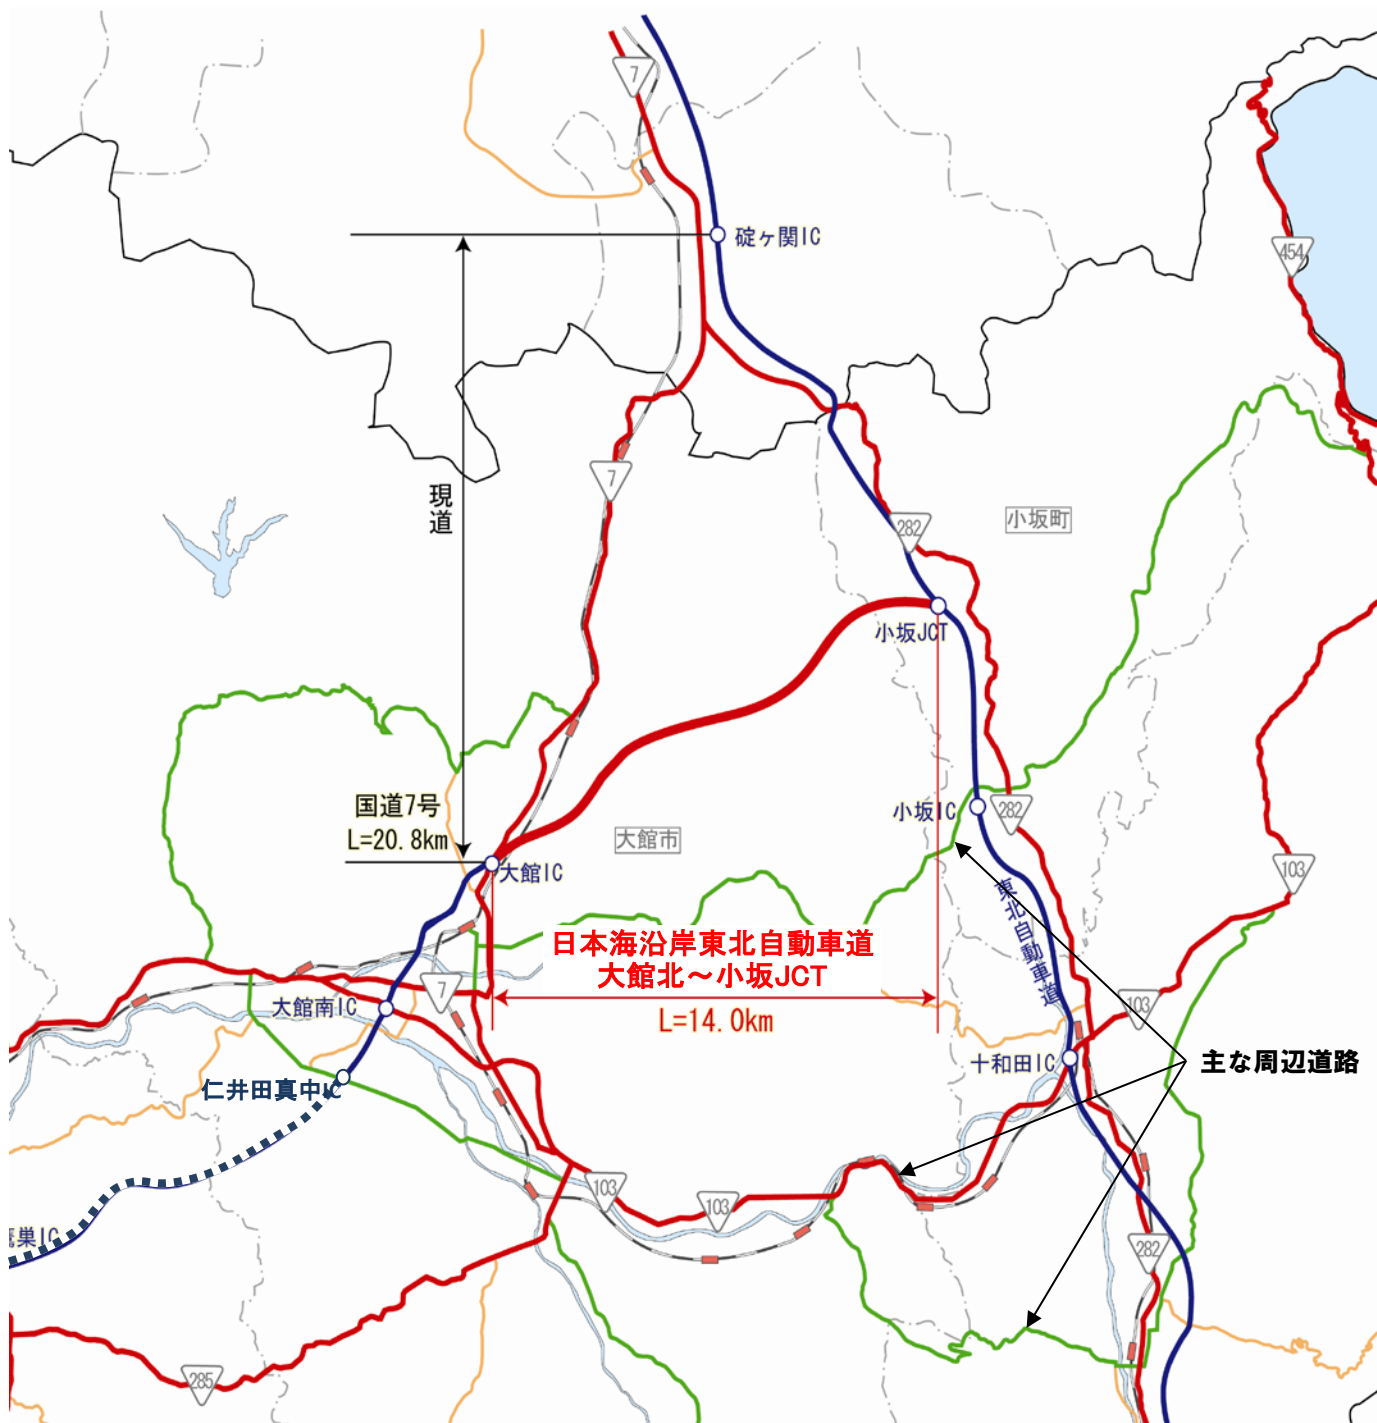 7
碇ヶ関IC
454
現道
7
282
小坂町
小坂JCT
国道7号
L=20.8km
小坂IC
282
大館市
大館IC
103
東北自動車道
日本海沿岸東北自動車道
大館北～小坂JCT
7
大館南IC
L=14.0km
103
十和田IC
主な周辺道路
仁井田真中IC
103
103
巣IC
282
285